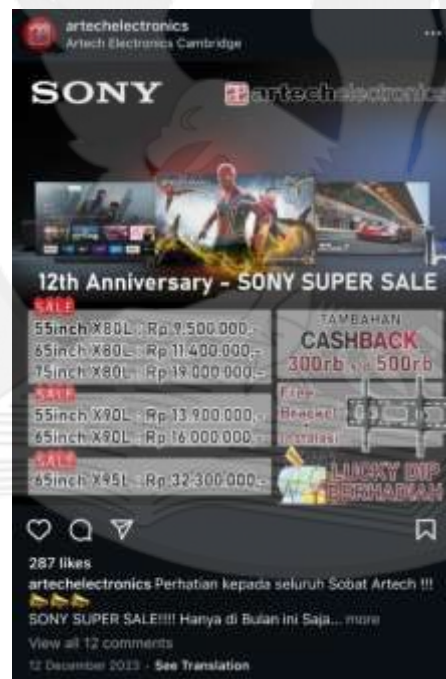 artechelectronics
Artech Electronics Cambridge
SONY
artechelectronics
12th Anniversary - SONY SUPER SALE
SALE
55inch X80L : Rp 9.500.000,-
65inch X80L : Rp 11.400.000,-
75inch X80L : Rp 19.000.000,-
SALE
55inch X90L : Rp 13.900.000,-
65inch X90L : Rp 16.000.000,-
SALE
65inch X95L : Rp 32.300.000,-
TAMBAHAN
CASHBACK
300rb 500rb
Free
Bracket
+
Instalasi
LUCKY DIP
BERHADIAH
287 likes
artechelectronics Perhatian kepada seluruh Sobat Artech !!!
SONY SUPER SALE!!!! Hanya di Bulan ini Saja... more
View all 12 comments
12 December 2023 · See Translation